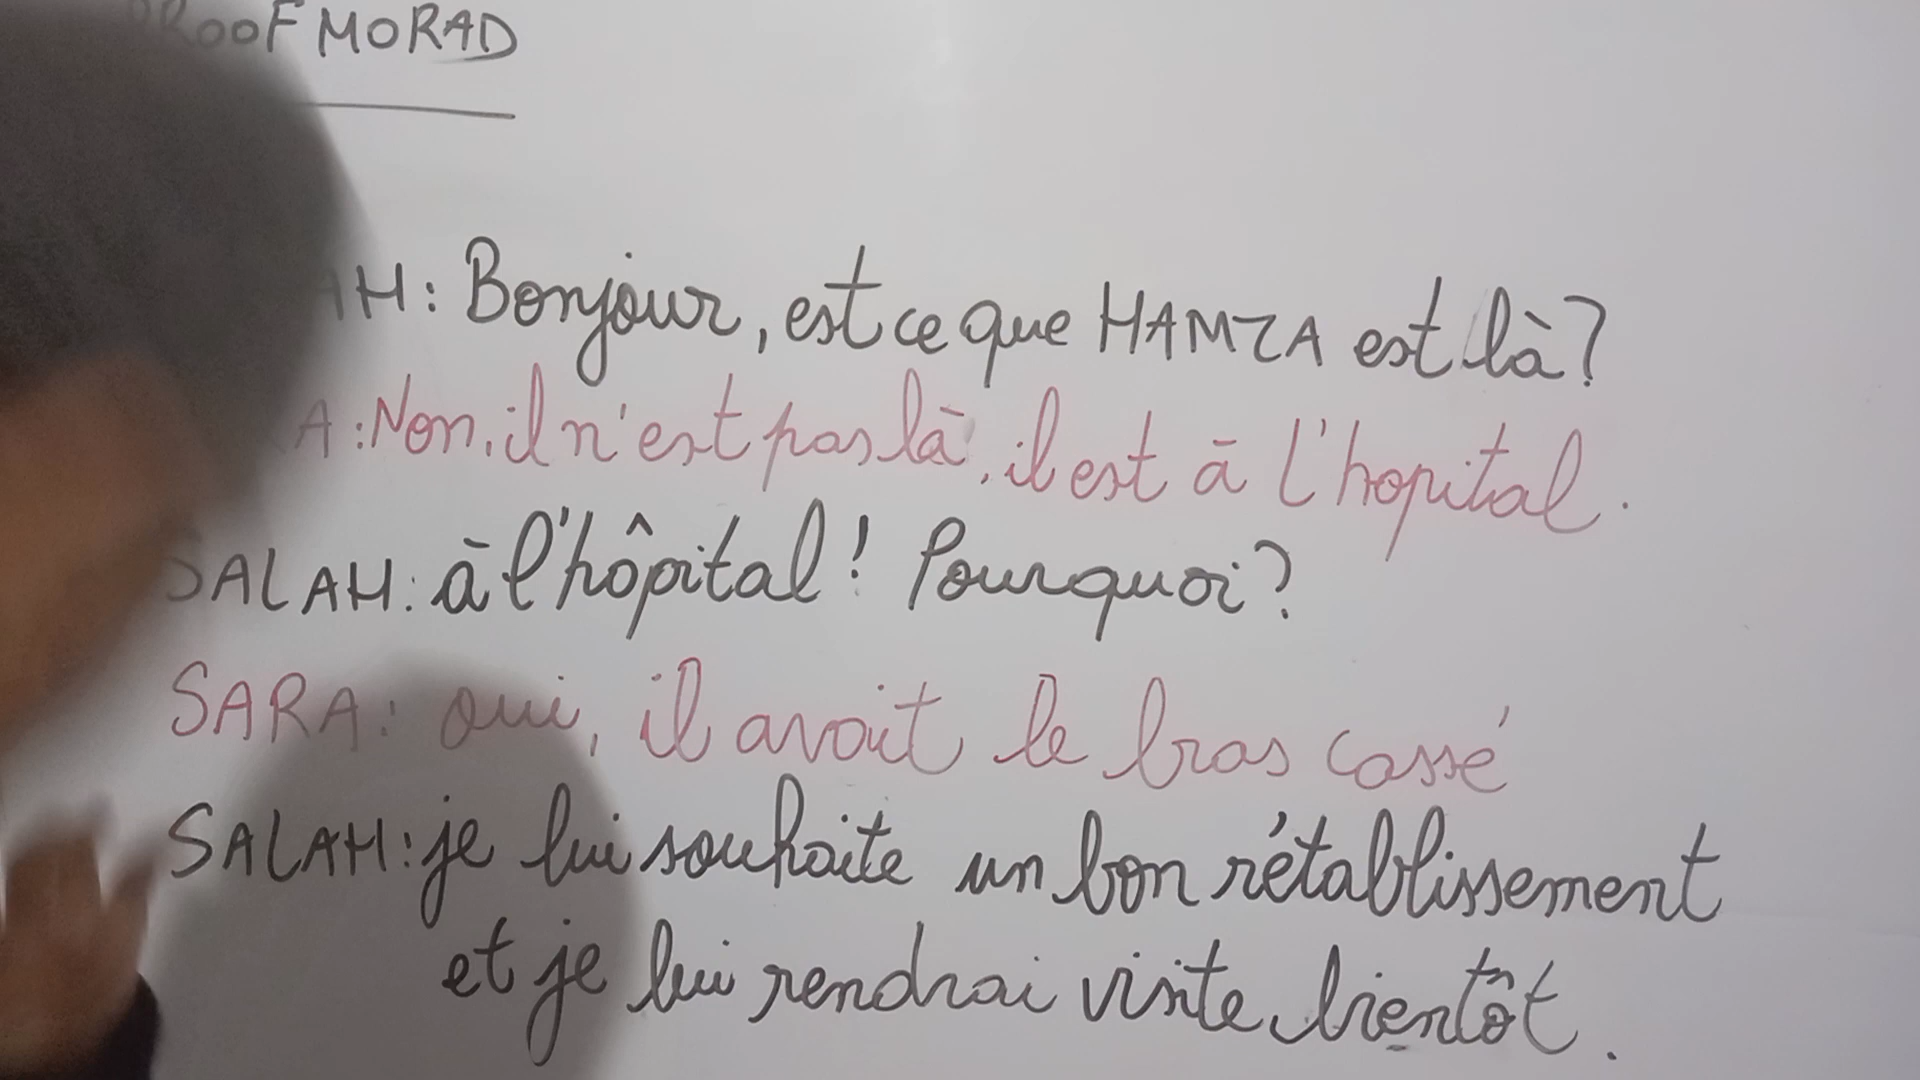 ROOF MORAD
AH: Bonjour, est ce que HAMZA est là?
A: Non, il n'est pas là, il est à l'hopital.
SALAH: à l'hôpital! Pourquoi?
SARA: oui, il avait le bras cassé
SALAH: je lui souhaite un bon rétablissement
et je lui rendrai visite bientôt.